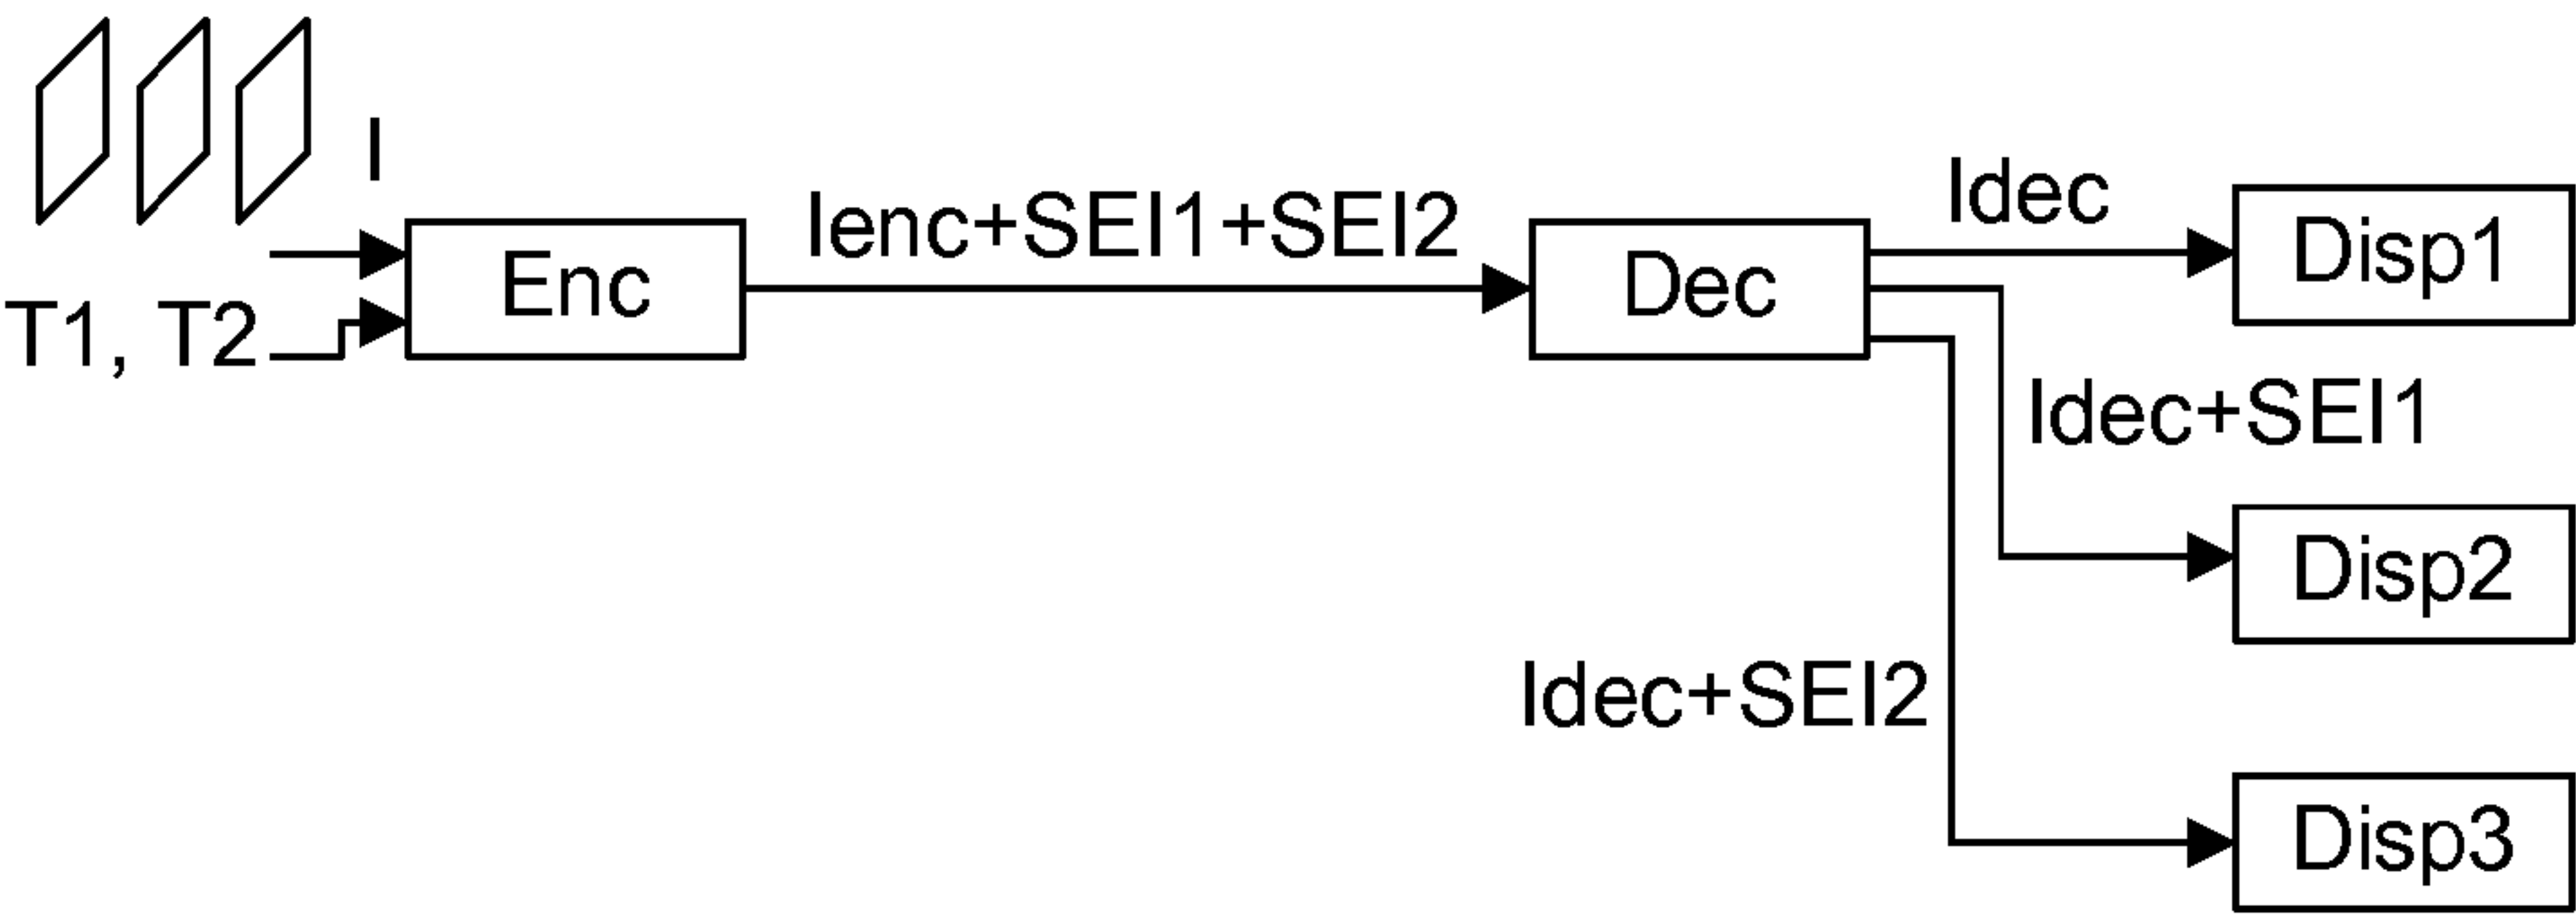 I
Ienc+SEI1+SEI2
Idec
Enc
Dec
Disp1
T1, T2
Idec+SEI1
Disp2
Idec+SEI2
Disp3